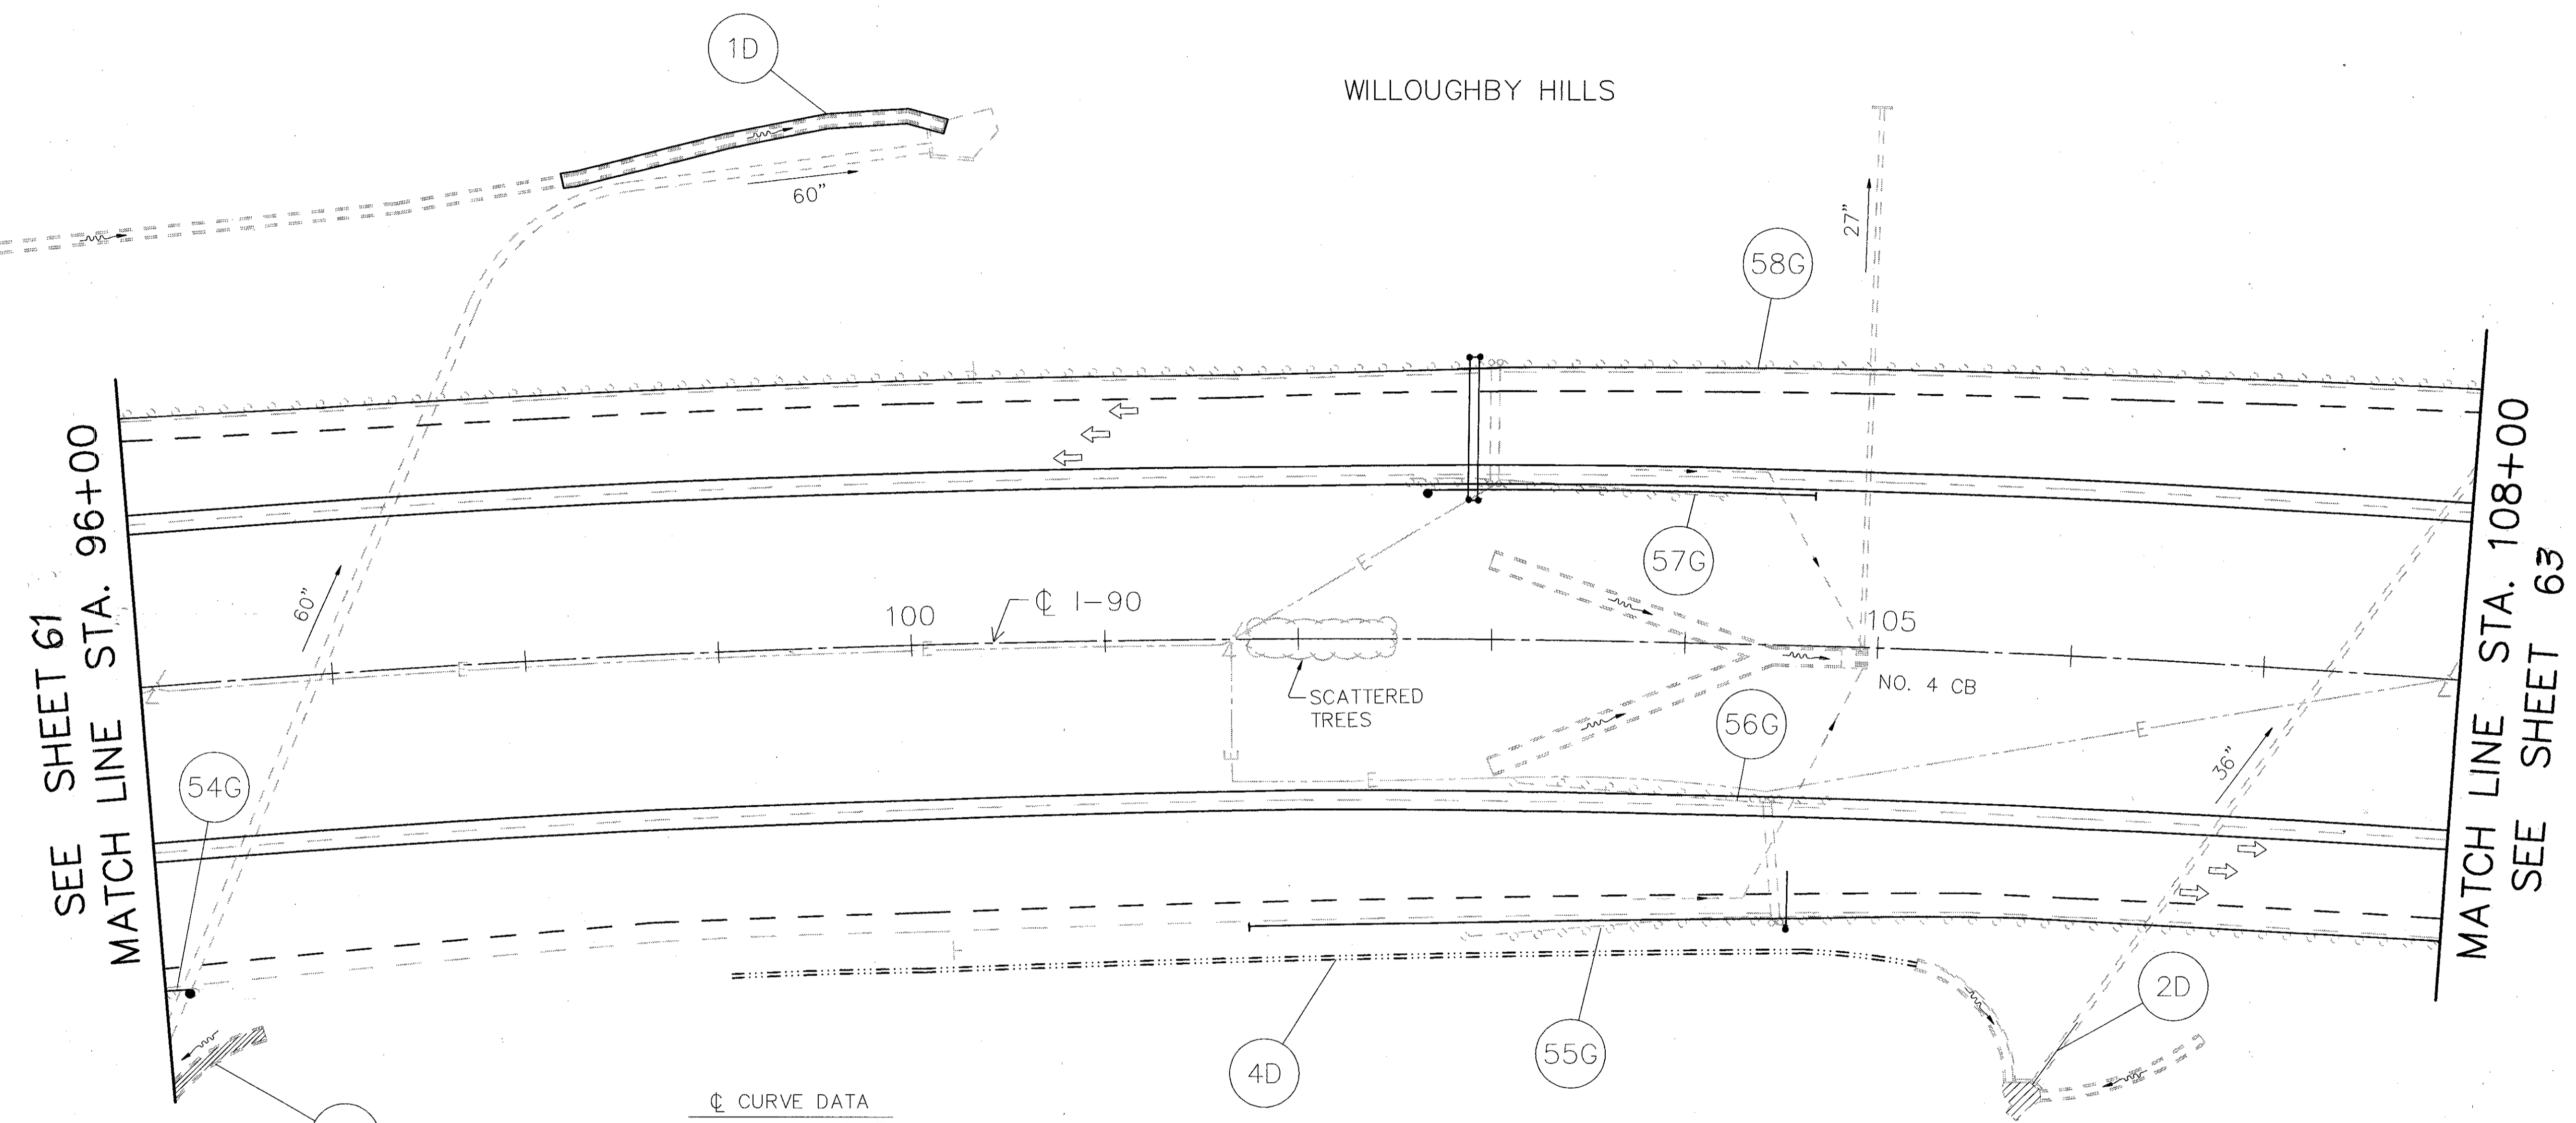 1D
WILLOUGHBY HILLS
60"
27"
58G
SEE SHEET 61
MATCH LINE STA. 96+00
60"
100
℄ I-90
E
E
E
57G
105
NO. 4 CB
SCATTERED
TREES
56G
E
E
E
54G
36"
MATCH LINE STA. 108+00
SEE SHEET 63
2D
55G
4D
℄ CURVE DATA